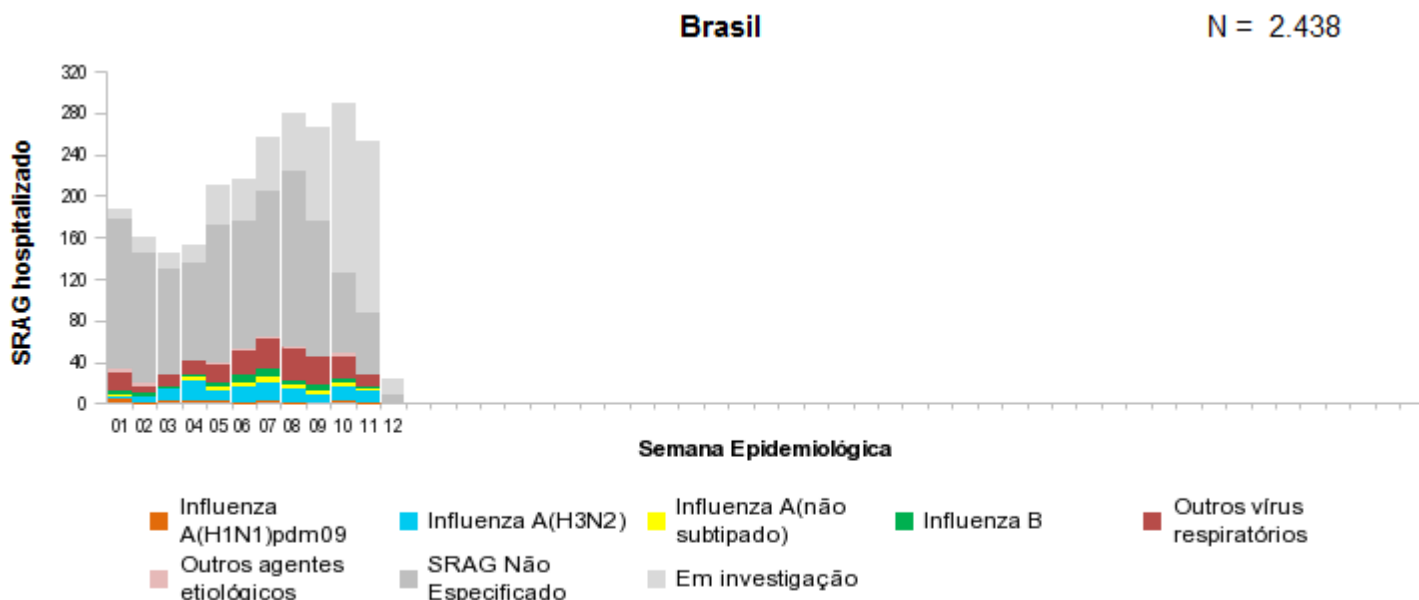 Brasil
N = 2.438
SRAG hospitalizado
320
280
240
200
160
120
80
40
0
01 02 03 04 05 06 07 08 09 10 11 12
Semana Epidemiológica
Influenza A(H1N1)pdm09
Influenza A(H3N2)
Influenza A(não subtipado)
Influenza B
Outros vírus respiratórios
Outros agentes etiológicos
SRAG Não Especificado
Em investigação